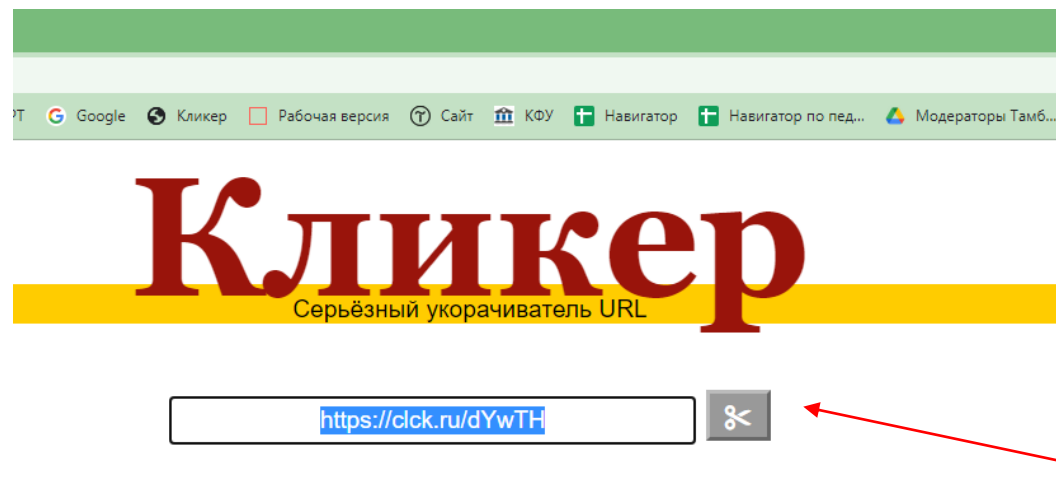 РТ Google Кликер Рабочая версия Сайт КФУ Навигатор Навигатор по пед... Модераторы Тамб...
Кликер
Серьёзный укорачиватель URL
https://clck.ru/dYwTH